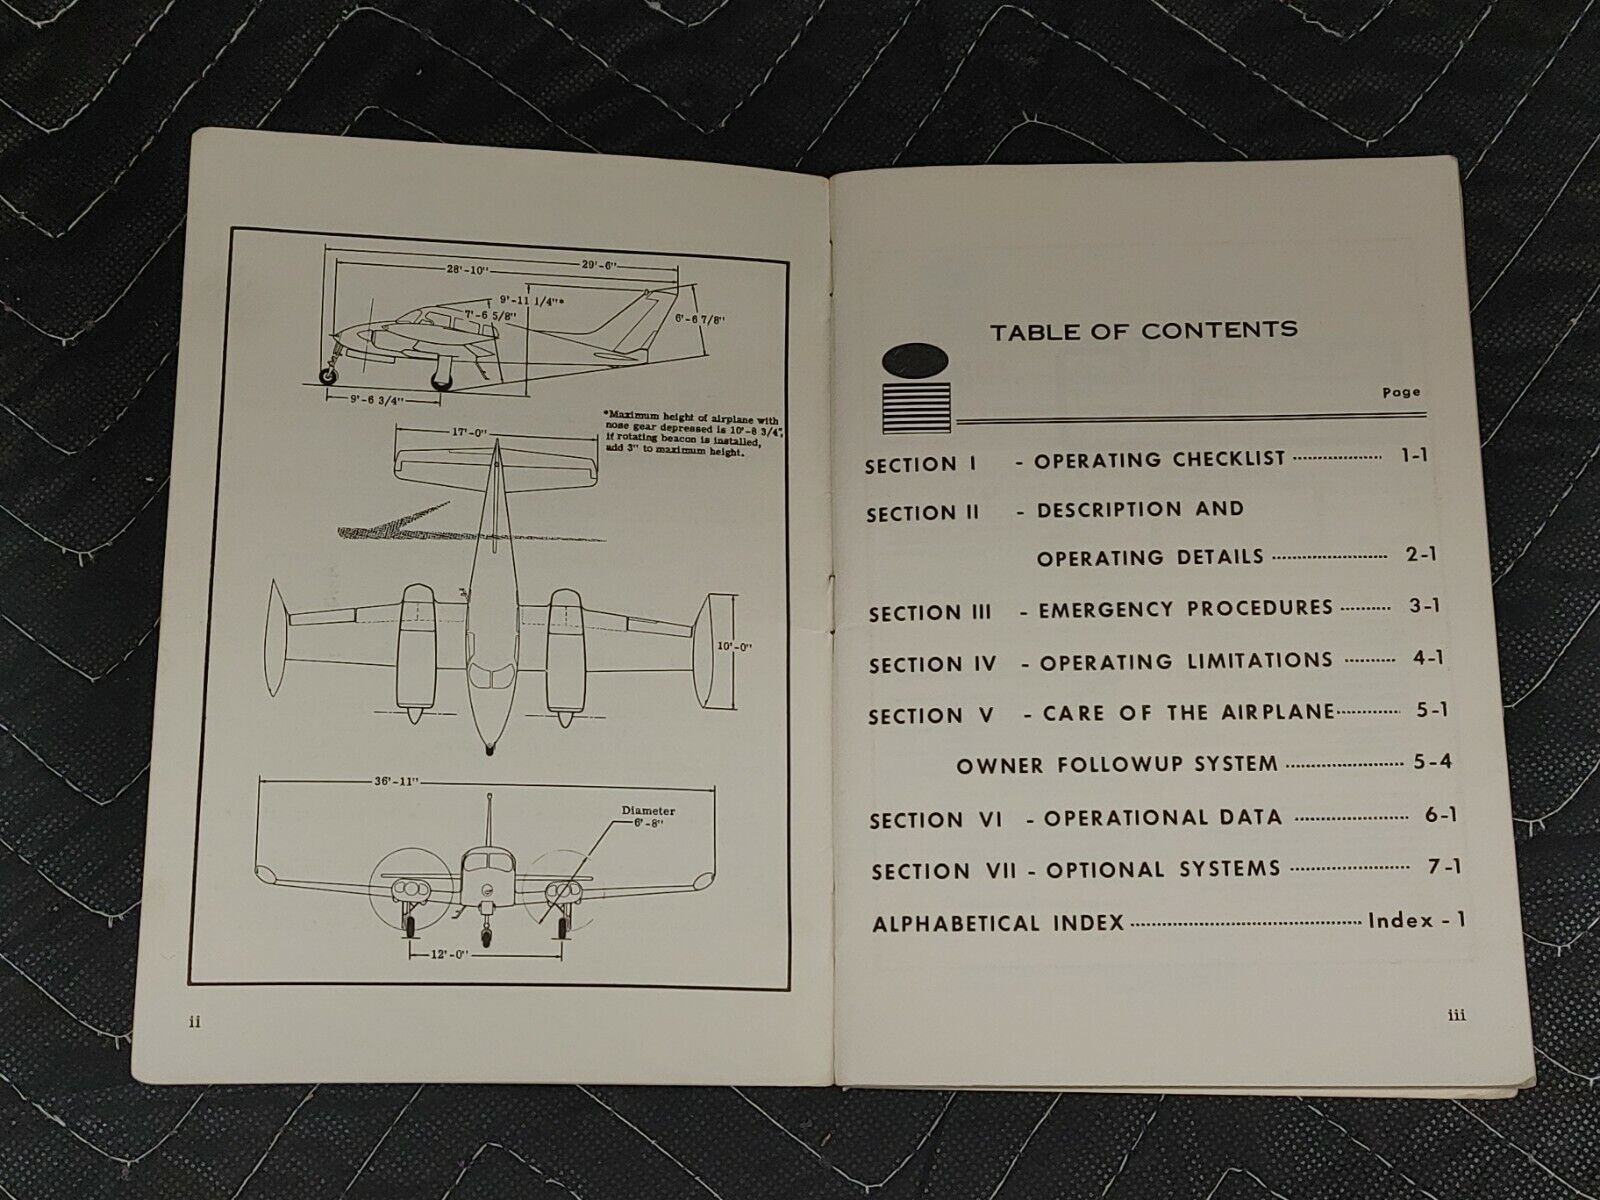 29'-6"
28'-10"
9'-11 1/4"*
7'-6 5/8"
6'-6 7/8"
9'-6 3/4"
*Maximum height of airplane with
nose gear depressed is 10'-8 3/4",
if rotating beacon is installed,
add 3" to maximum height.
17'-0"
10'-0"
36'-11"
Diameter
6'-8"
12'-0"
ii
TABLE OF CONTENTS
Page
SECTION I - OPERATING CHECKLIST 1-1
SECTION II - DESCRIPTION AND
OPERATING DETAILS 2-1
SECTION III - EMERGENCY PROCEDURES 3-1
SECTION IV - OPERATING LIMITATIONS 4-1
SECTION V - CARE OF THE AIRPLANE 5-1
OWNER FOLLOWUP SYSTEM 5-4
SECTION VI - OPERATIONAL DATA 6-1
SECTION VII - OPTIONAL SYSTEMS 7-1
ALPHABETICAL INDEX Index - 1
iii